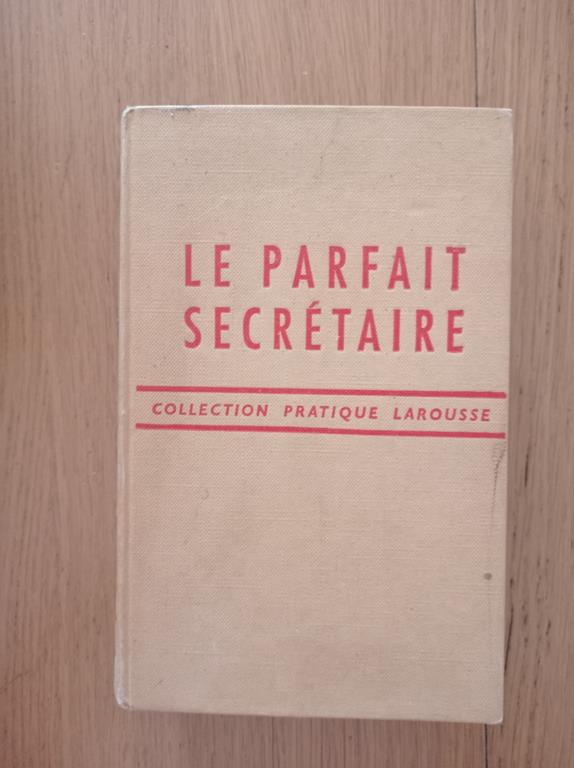 LE PARFAIT
SECRÉTAIRE
COLLECTION PRATIQUE LAROUSSE